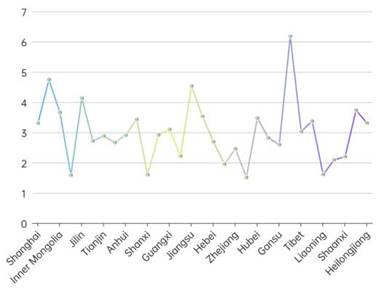 7
6
5
4
3
2
1
0
Shanghai
Inner Mongolia
Jilin
Tianjin
Anhui
Shanxi
Guangxi
Jiangsu
Hebei
Zhejiang
Hubei
Gansu
Tibet
Liaoning
Shaanxi
Heilongjiang